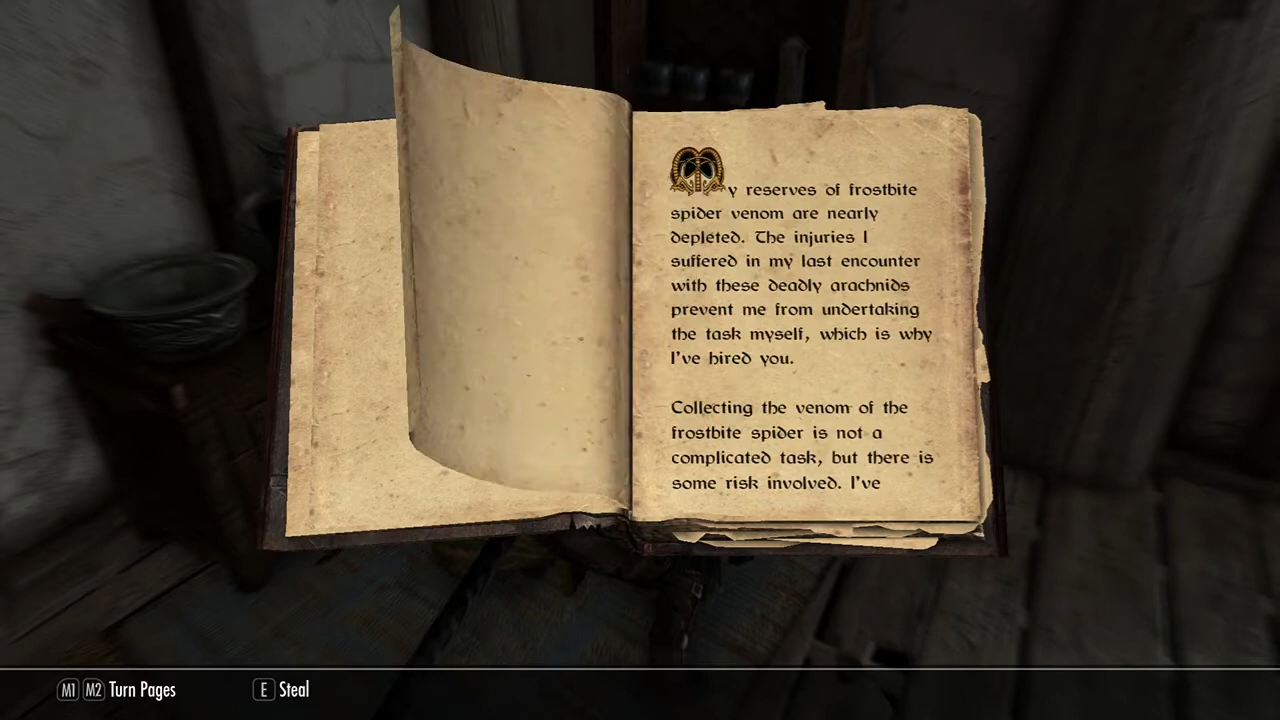 My reserves of frostbite
spider venom are nearly
depleted. The injuries I
suffered in my last encounter
with these deadly arachnids
prevent me from undertaking
the task myself, which is why
I've hired you.
Collecting the venom of the
frostbite spider is not a
complicated task, but there is
some risk involved. I've
M1 M2 Turn Pages
E Steal